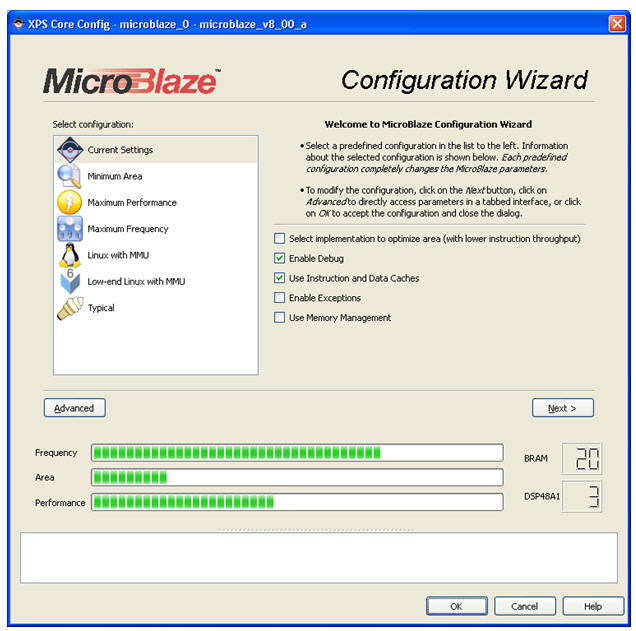 XPS Core Config - microblaze_0 - microblaze_v8_00_a
MicroBlaze™
Configuration Wizard
Select configuration:
Current Settings
Minimum Area
Maximum Performance
Maximum Frequency
Linux with MMU
6
Low-end Linux with MMU
Typical
Welcome to MicroBlaze Configuration Wizard
•Select a predefined configuration in the list to the left. Information
about the selected configuration is shown below. Each predefined
configuration completely changes the MicroBlaze parameters.
•To modify the configuration, click on the Next button, click on
Advanced to directly access parameters in a tabbed interface, or click
on OK to accept the configuration and close the dialog.
Select implementation to optimize area (with lower instruction throughput)
Enable Debug
Use Instruction and Data Caches
Enable Exceptions
Use Memory Management
Advanced
Next >
Frequency
Area
Performance
BRAM 20
DSP48A1 3
OK
Cancel
Help